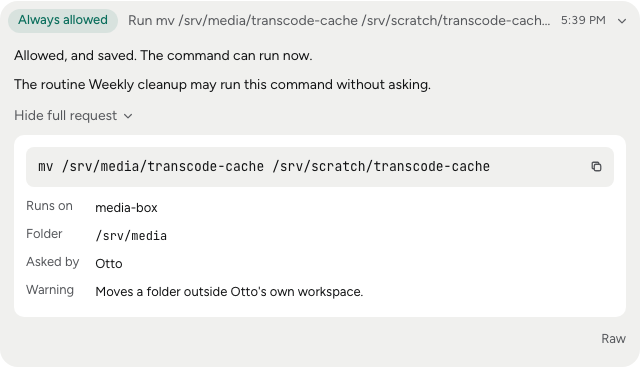 Always allowed Run mv /srv/media/transcode-cache /srv/scratch/transcode-cach... 5:39 PM
Allowed, and saved. The command can run now.
The routine Weekly cleanup may run this command without asking.
Hide full request
mv /srv/media/transcode-cache /srv/scratch/transcode-cache
Runs on media-box
Folder /srv/media
Asked by Otto
Warning Moves a folder outside Otto's own workspace.
Raw